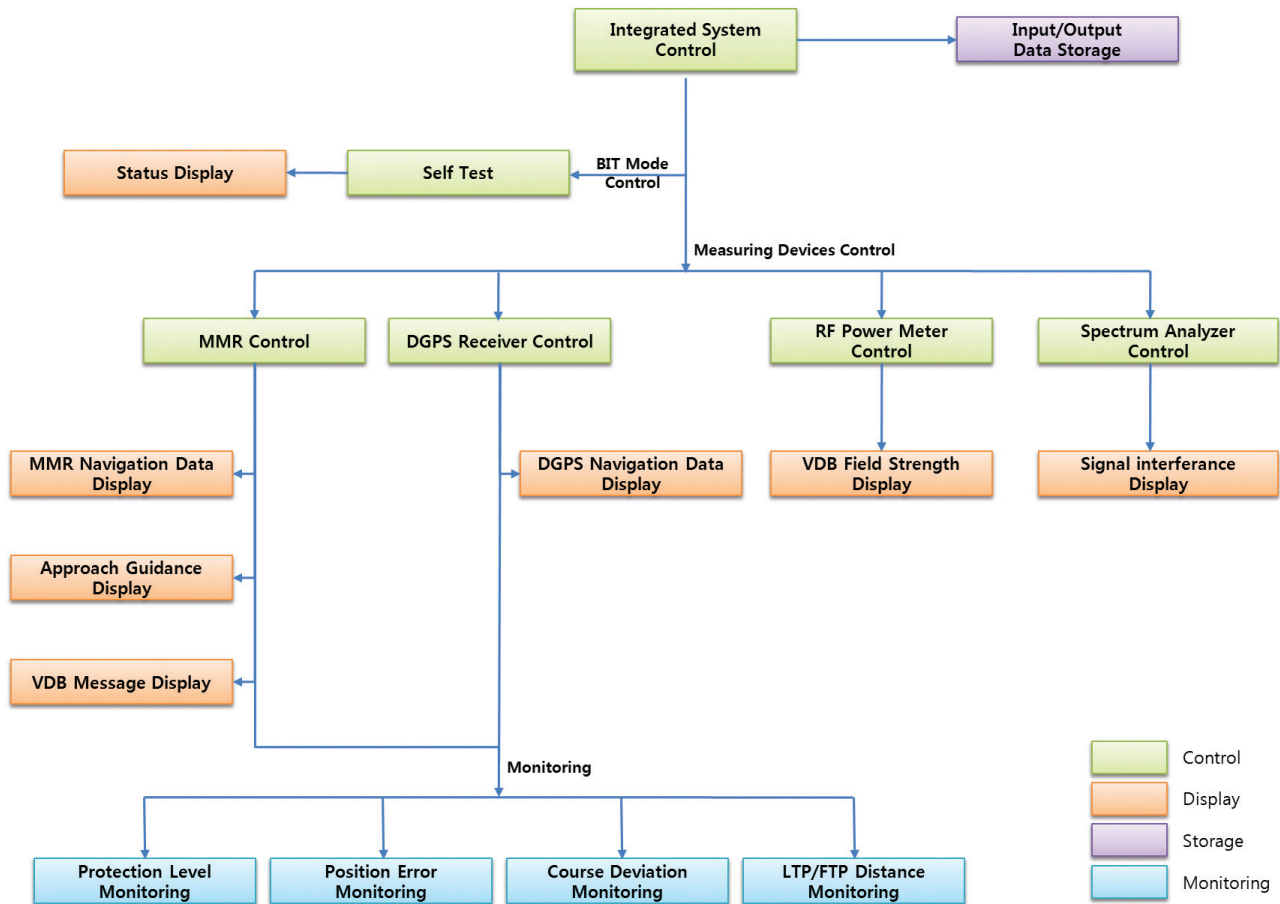 Integrated System
Control
Input/Output
Data Storage
Status Display
Self Test
BIT Mode
Control
Measuring Devices Control
MMR Control
DGPS Receiver Control
RF Power Meter
Control
Spectrum Analyzer
Control
MMR Navigation Data
Display
DGPS Navigation Data
Display
VDB Field Strength
Display
Signal interferance
Display
Approach Guidance
Display
VDB Message Display
Monitoring
Protection Level
Monitoring
Position Error
Monitoring
Course Deviation
Monitoring
LTP/FTP Distance
Monitoring
Control
Display
Storage
Monitoring